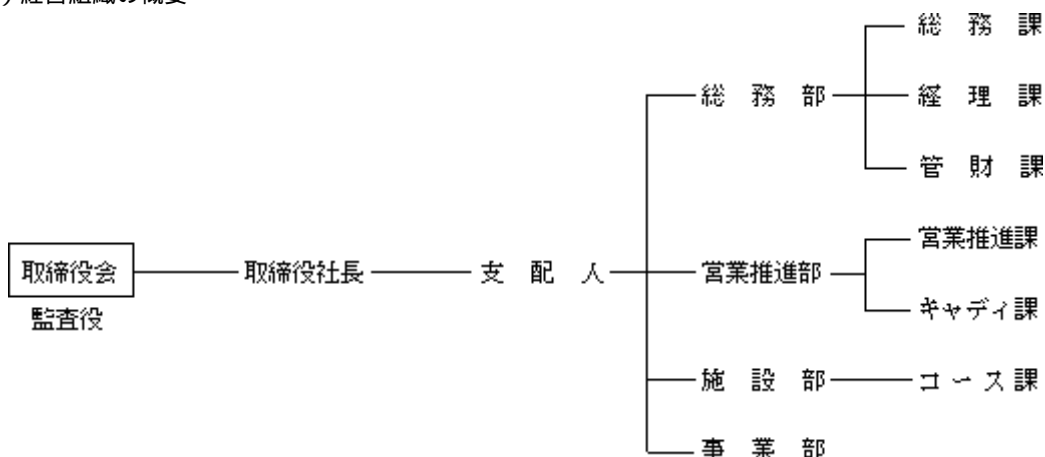 総務課
総務部
経理課
管財課
営業推進課
取締役会
取締役社長
支配人
営業推進部
監査役
キャディ課
施設部
コース課
事業部